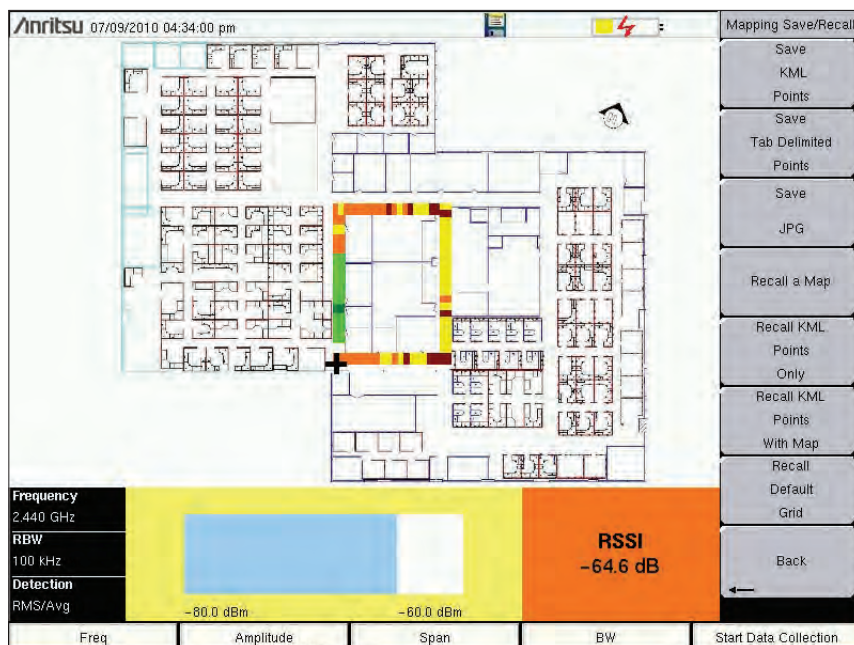 Anritsu 07/09/2010 04:34:00 pm
Mapping Save/Recall
Save
KML
Points
Save
Tab Delimited
Points
Save
JPG
Recall a Map
Recall KML
Points
Only
Recall KML
Points
With Map
Recall
Default
Grid
Back
Frequency
2.440 GHz
RBW
100 kHz
Detection
RMS/Avg
-80.0 dBm
-60.0 dBm
RSSI
-64.6 dB
Freq
Amplitude
Span
BW
Start Data Collection